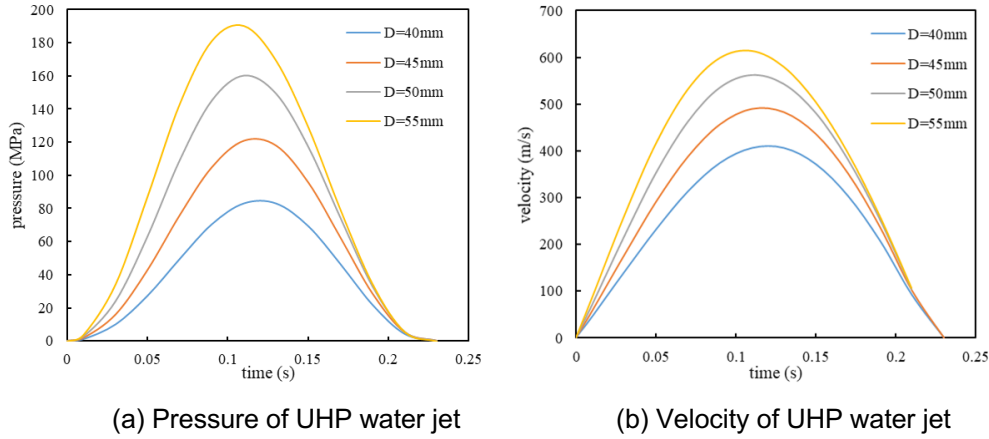 200
180
160
140
120
100
80
60
40
20
0
pressure (MPa)
0
0.05
0.1
0.15
0.2
0.25
time (s)
D=40mm
D=45mm
D=50mm
D=55mm
(a) Pressure of UHP water jet
700
600
500
400
300
200
100
0
velocity (m/s)
0
0.05
0.1
0.15
0.2
0.25
time (s)
D=40mm
D=45mm
D=50mm
D=55mm
(b) Velocity of UHP water jet